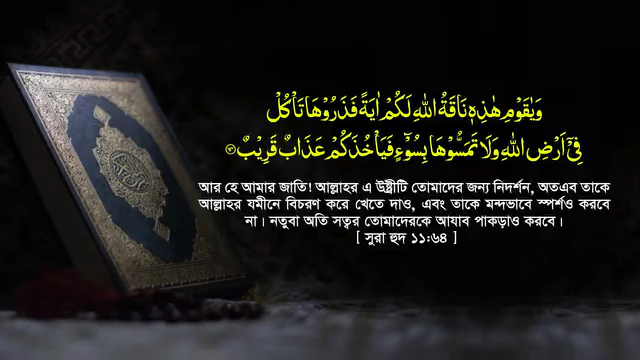 وَيٰقَوْمِ هٰذِهٖ نَاقَةُ اللّٰهِ لَكُمْ اٰيَةً فَذَرُوْهَا تَاْكُلْ
فِيْٓ اَرْضِ اللّٰهِ وَلَا تَمَسُّوْهَا بِسُوْٓءٍ فَيَاْخُذَكُمْ عَذَابٌ قَرِيْبٌ
আর হে আমার জাতি! আল্লাহর এ উষ্ট্রীটি তোমাদের জন্য নিদর্শন, অতএব তাকে
আল্লাহর যমীনে বিচরণ করে খেতে দাও, এবং তাকে মন্দভাবে স্পর্শও করবে
না। নতুবা অতি সত্বর তোমাদেরকে আযাব পাকড়াও করবে।
[ সুরা হুদ ১১:৬৪ ]